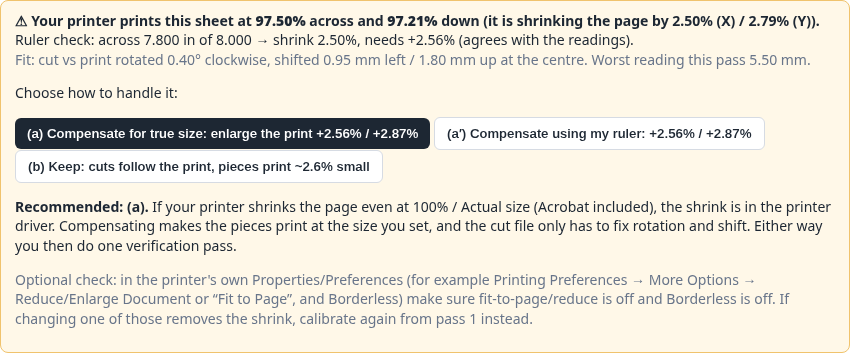 ⚠ Your printer prints this sheet at 97.50% across and 97.21% down (it is shrinking the page by 2.50% (X) / 2.79% (Y)).
Ruler check: across 7.800 in of 8.000 → shrink 2.50%, needs +2.56% (agrees with the readings).
Fit: cut vs print rotated 0.40° clockwise, shifted 0.95 mm left / 1.80 mm up at the centre. Worst reading this pass 5.50 mm.
Choose how to handle it:
(a) Compensate for true size: enlarge the print +2.56% / +2.87%
(a′) Compensate using my ruler: +2.56% / +2.87%
(b) Keep: cuts follow the print, pieces print ~2.6% small
Recommended: (a). If your printer shrinks the page even at 100% / Actual size (Acrobat included), the shrink is in the printer
driver. Compensating makes the pieces print at the size you set, and the cut file only has to fix rotation and shift. Either way
you then do one verification pass.
Optional check: in the printer's own Properties/Preferences (for example Printing Preferences → More Options →
Reduce/Enlarge Document or “Fit to Page”, and Borderless) make sure fit-to-page/reduce is off and Borderless is off. If
changing one of those removes the shrink, calibrate again from pass 1 instead.